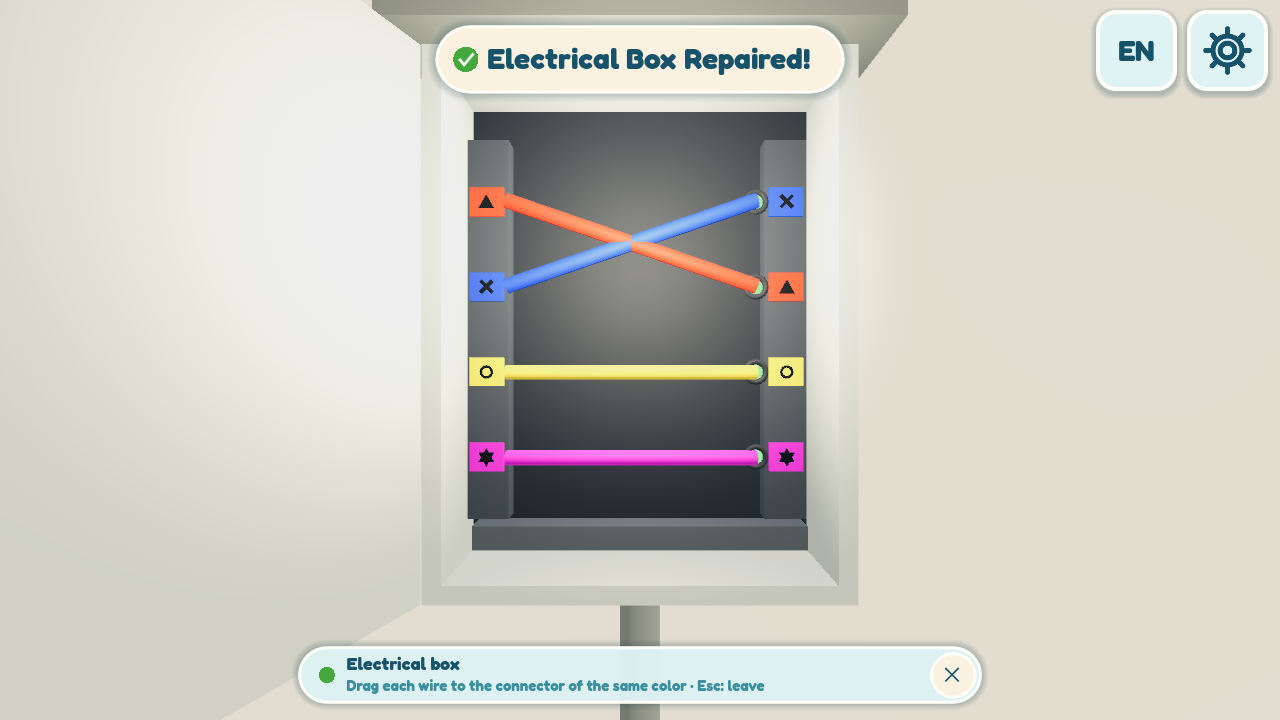 Electrical Box Repaired!
EN
Electrical box
Drag each wire to the connector of the same color · Esc: leave